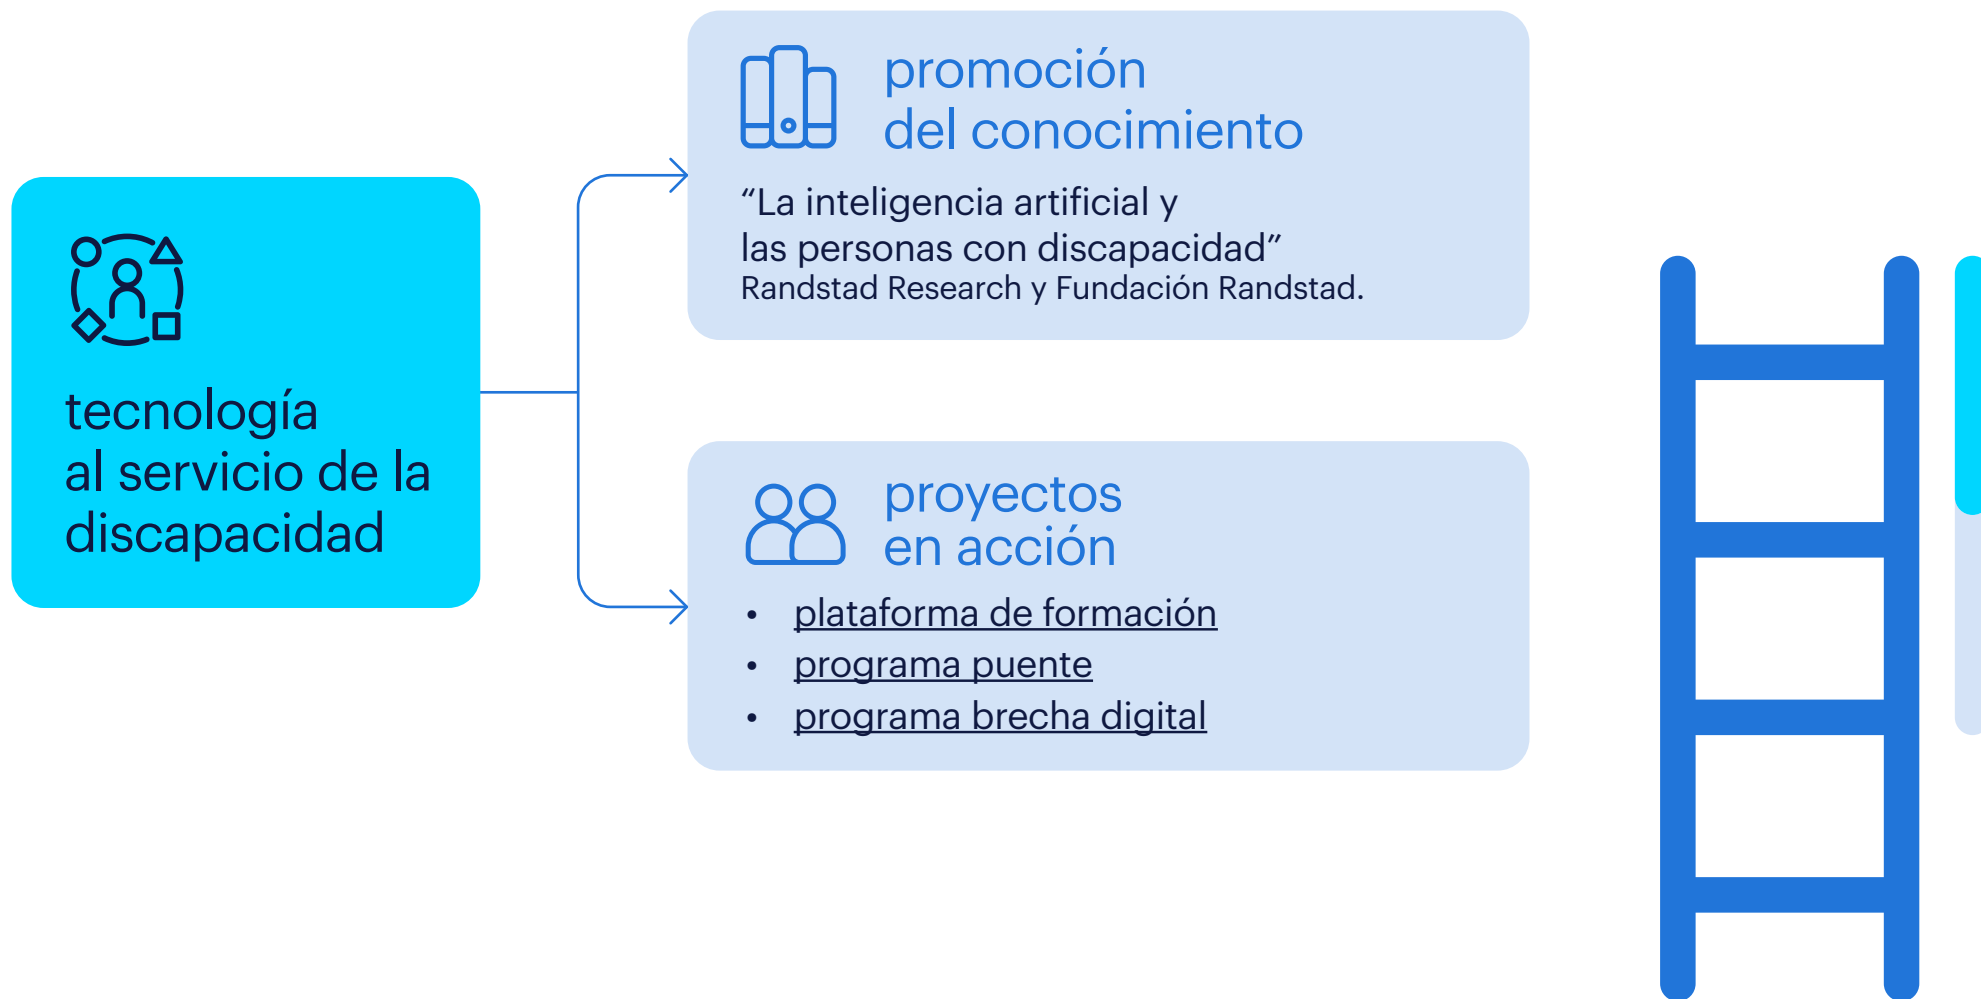 tecnología
al servicio de la
discapacidad
promoción
del conocimiento
“La inteligencia artificial y
las personas con discapacidad”
Randstad Research y Fundación Randstad.
proyectos
en acción
• plataforma de formación
• programa puente
• programa brecha digital